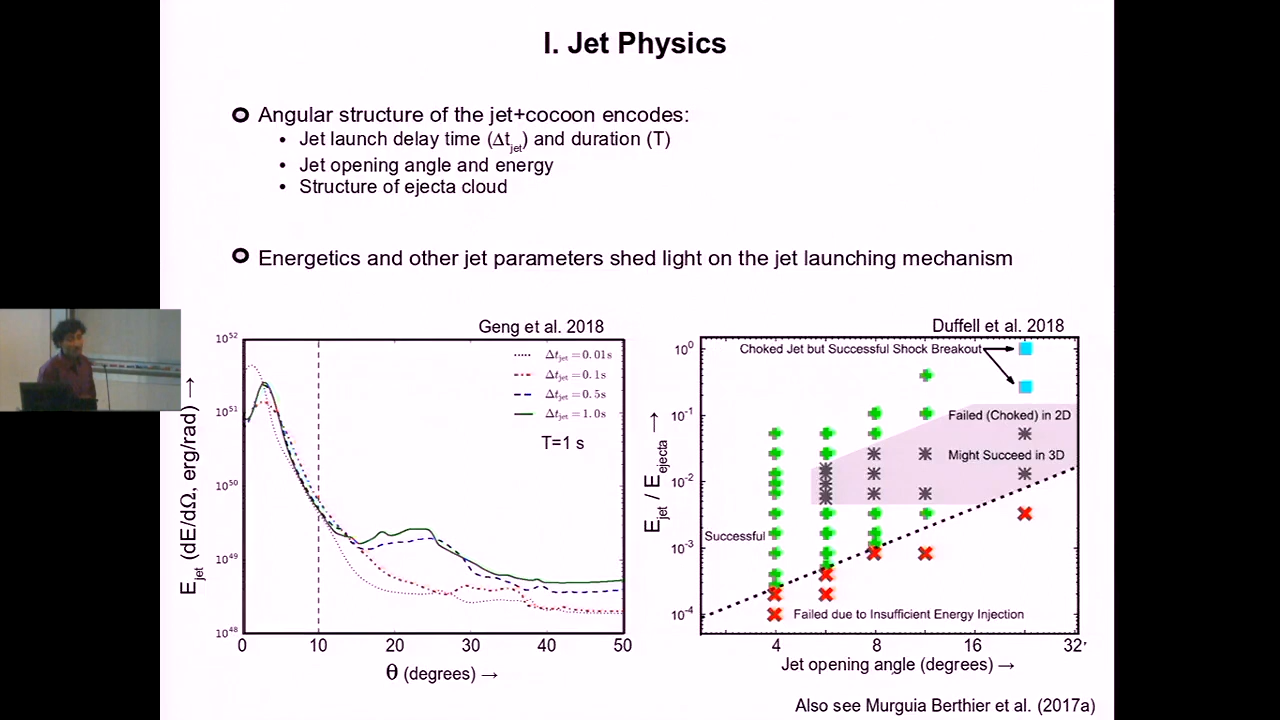 I. Jet Physics
Angular structure of the jet+cocoon encodes:
• Jet launch delay time (Δt_jet) and duration (T)
• Jet opening angle and energy
• Structure of ejecta cloud
Energetics and other jet parameters shed light on the jet launching mechanism
Geng et al. 2018
10^52
10^51
10^50
10^49
10^48
E_jet (dE/dΩ, erg/rad) →
Δt_jet = 0.01s
Δt_jet = 0.1s
Δt_jet = 0.5s
Δt_jet = 1.0s
T=1 s
0 10 20 30 40 50
θ (degrees) →
Duffell et al. 2018
10^0
10^-1
10^-2
10^-3
10^-4
E_jet / E_ejecta →
Choked Jet but Successful Shock Breakout
Failed (Choked) in 2D
Might Succeed in 3D
Successful
Failed due to Insufficient Energy Injection
4 8 16 32
Jet opening angle (degrees) →
Also see Murguia Berthier et al. (2017a)